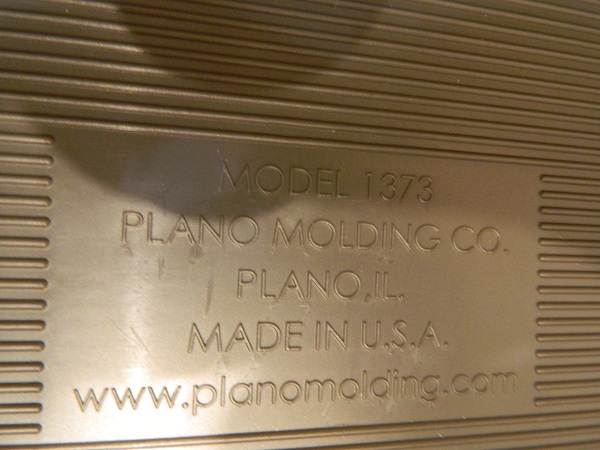 MODEL 1373
PLANO MOLDING CO.
PLANO, IL.
MADE IN U.S.A.
www.planomolding.com